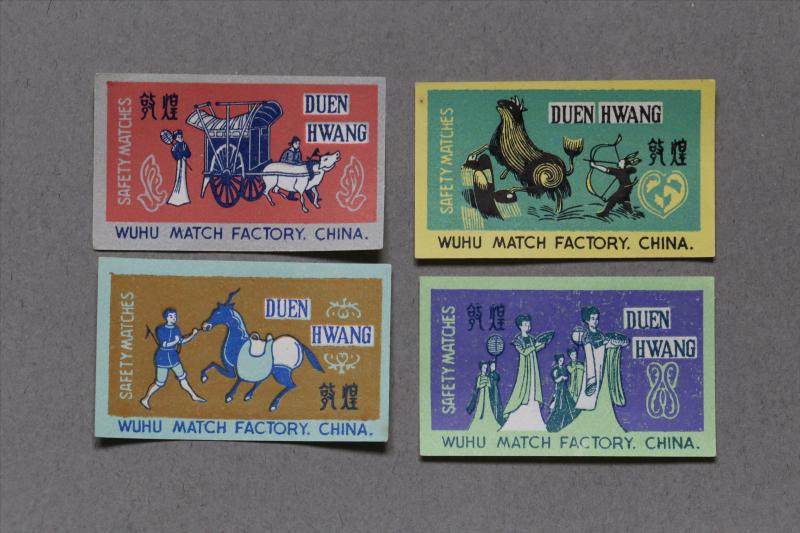 SAFETY MATCHES
敦煌
DUEN
HWANG
WUHU MATCH FACTORY. CHINA.
SAFETY MATCHES
DUEN HWANG
敦煌
WUHU MATCH FACTORY. CHINA.
SAFETY MATCHES
DUEN
HWANG
敦煌
WUHU MATCH FACTORY. CHINA.
SAFETY MATCHES
敦煌
DUEN
HWANG
WUHU MATCH FACTORY. CHINA.